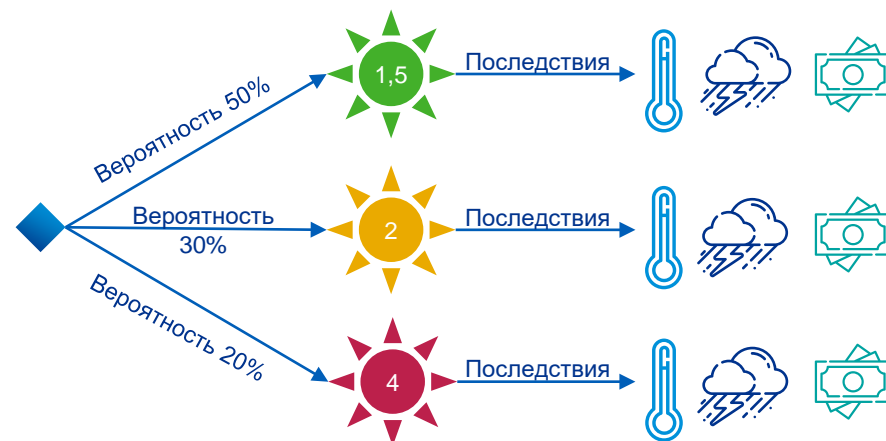 Вероятность 50%
1,5
Последствия
Вероятность
30%
2
Последствия
Вероятность 20%
4
Последствия